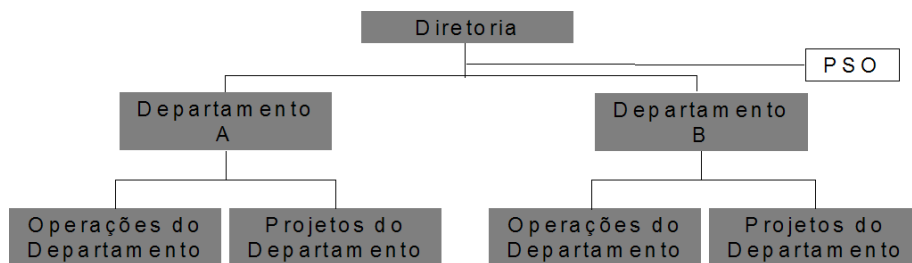 Diretoria
PSO
Departamento
A
Departamento
B
Operações do
Departamento
Projetos do
Departamento
Operações do
Departamento
Projetos do
Departamento